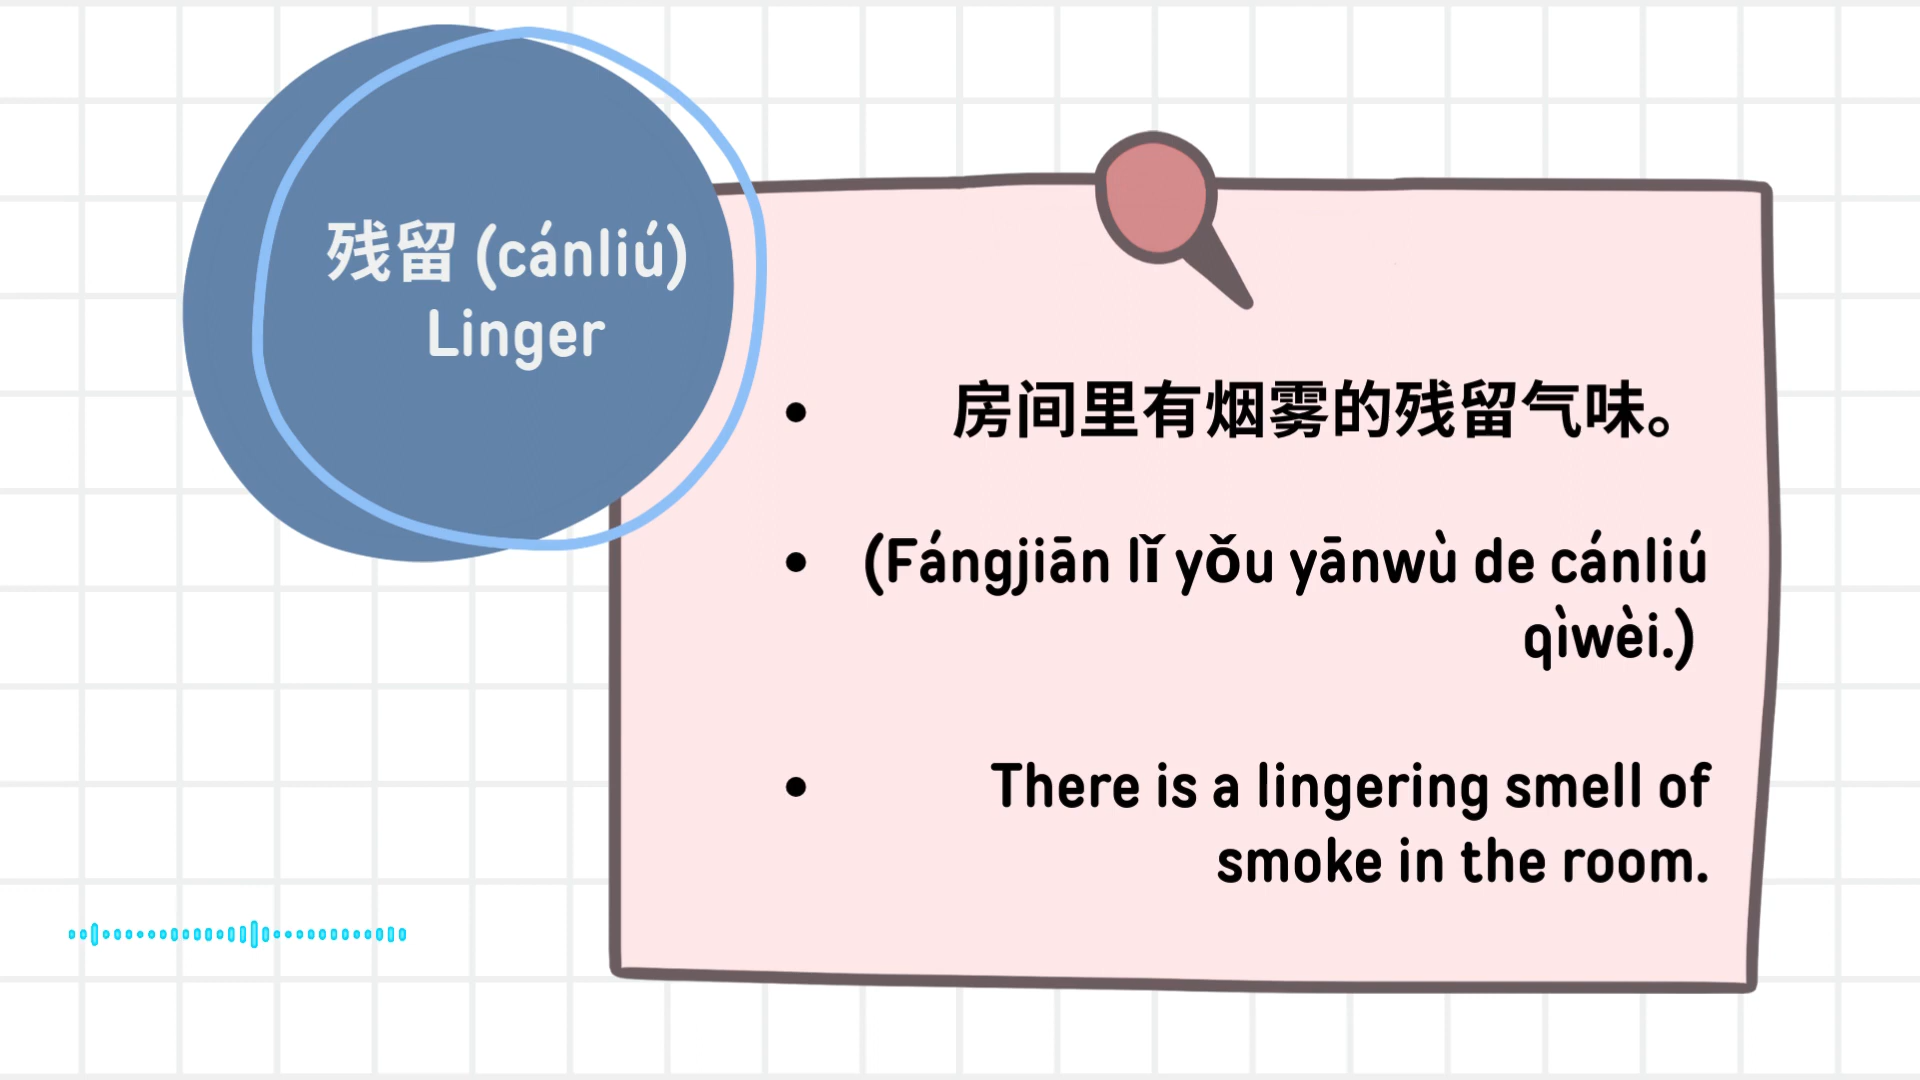 残留 (cánliú)
Linger
• 房间里有烟雾的残留气味。
• (Fángjiān lǐ yǒu yānwù de cánliú
qìwèi.)
• There is a lingering smell of
smoke in the room.